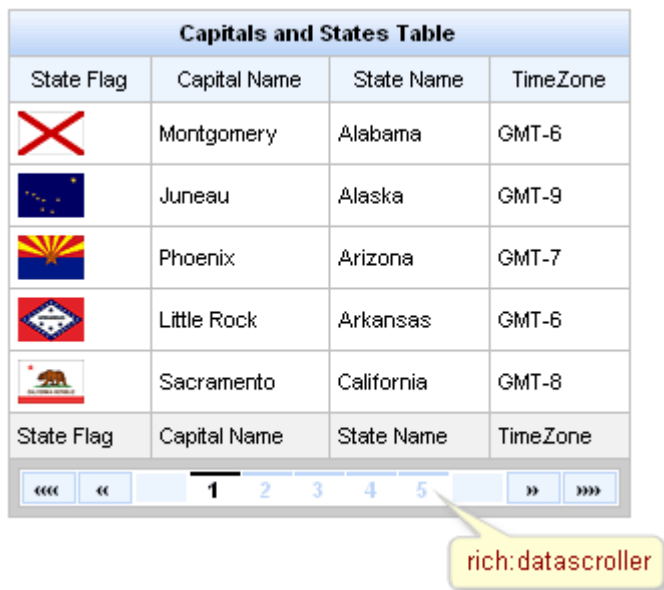 Capitals and States Table
State Flag Capital Name State Name TimeZone
Montgomery Alabama GMT-6
Juneau Alaska GMT-9
Phoenix Arizona GMT-7
Little Rock Arkansas GMT-6
Sacramento California GMT-8
State Flag Capital Name State Name TimeZone
«« « 1 2 3 4 5 » »»
rich:datascroller